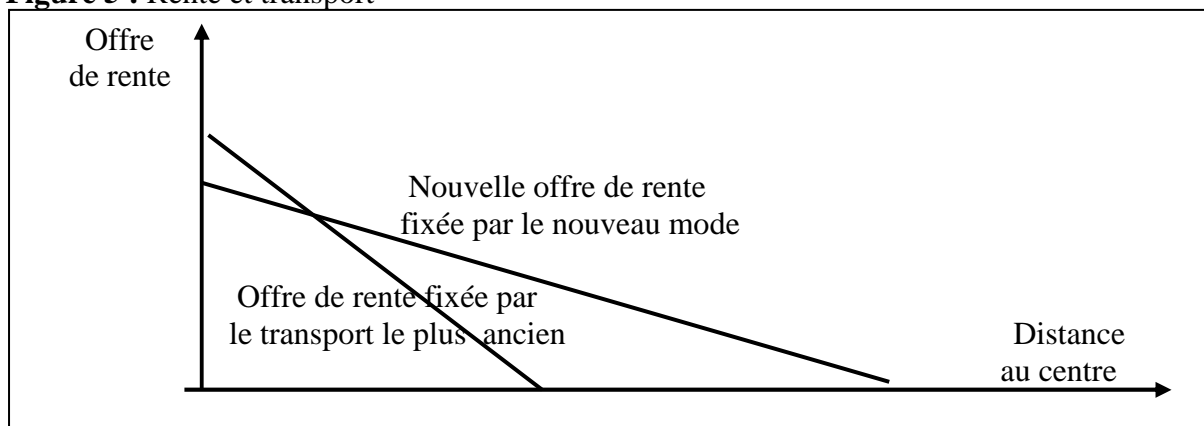 Figure 3 : Rente et transport
Offre
de rente
Nouvelle offre de rente
fixée par le nouveau mode
Offre de rente fixée par
le transport le plus ancien
Distance
au centre